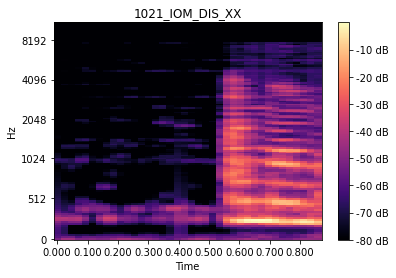 1021_IOM_DIS_XX
8192
4096
2048
1024
512
0
Hz
0.000 0.100 0.200 0.300 0.400 0.500 0.600 0.700 0.800
Time
-10 dB
-20 dB
-30 dB
-40 dB
-50 dB
-60 dB
-70 dB
-80 dB